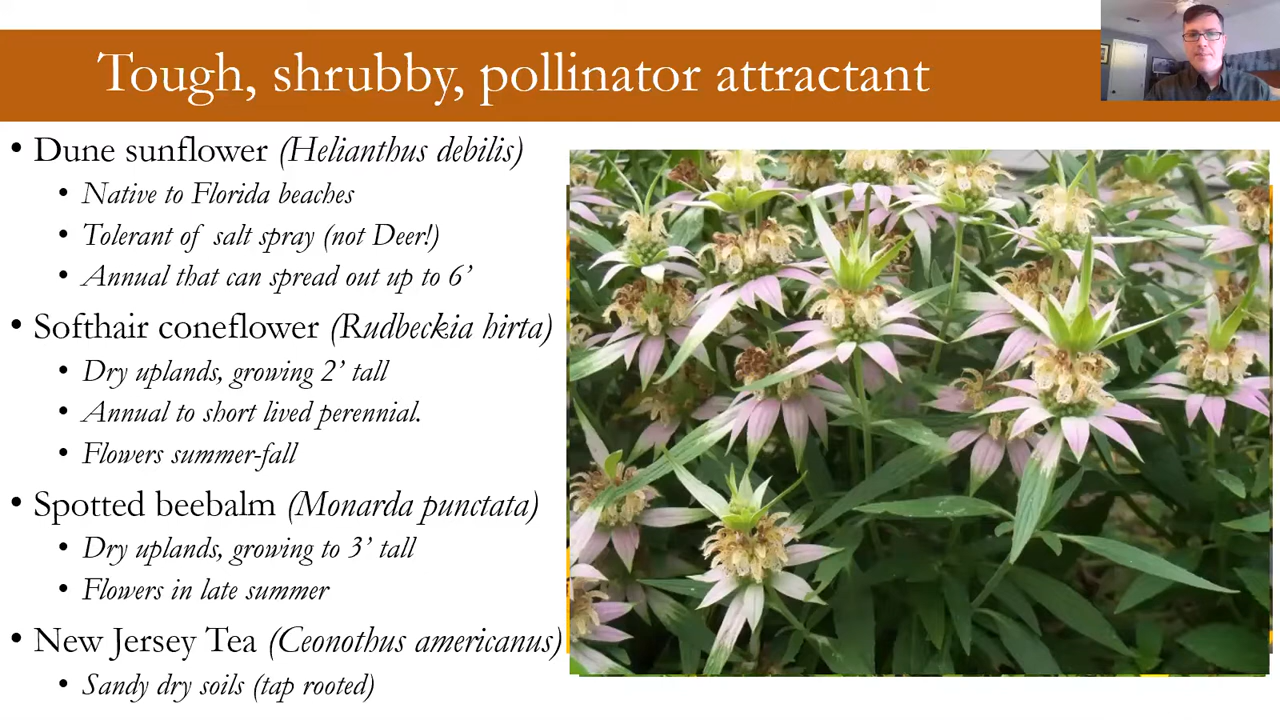 Tough, shrubby, pollinator attractant
• Dune sunflower (Helianthus debilis)
• Native to Florida beaches
• Tolerant of salt spray (not Deer!)
• Annual that can spread out up to 6’
• Softhair coneflower (Rudbeckia hirta)
• Dry uplands, growing 2’ tall
• Annual to short lived perennial.
• Flowers summer-fall
• Spotted beebalm (Monarda punctata)
• Dry uplands, growing to 3’ tall
• Flowers in late summer
• New Jersey Tea (Ceonothus americanus)
• Sandy dry soils (tap rooted)